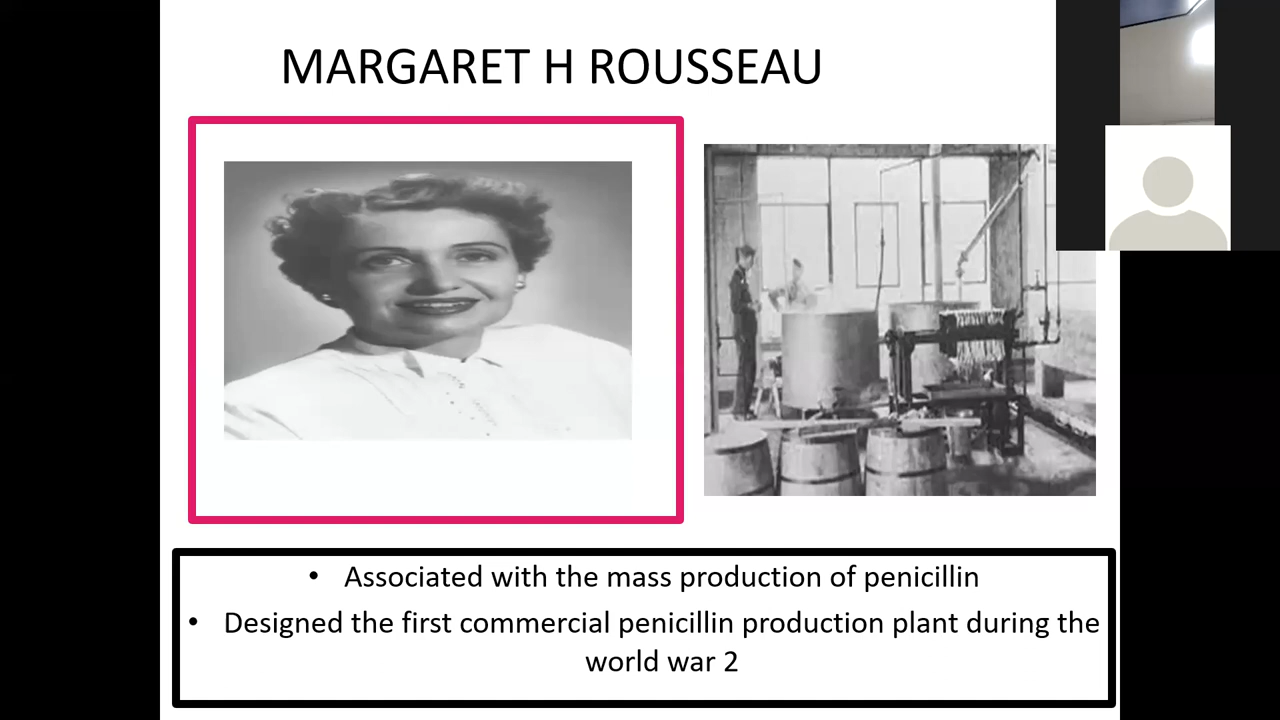 MARGARET H ROUSSEAU
• Associated with the mass production of penicillin
• Designed the first commercial penicillin production plant during the
world war 2